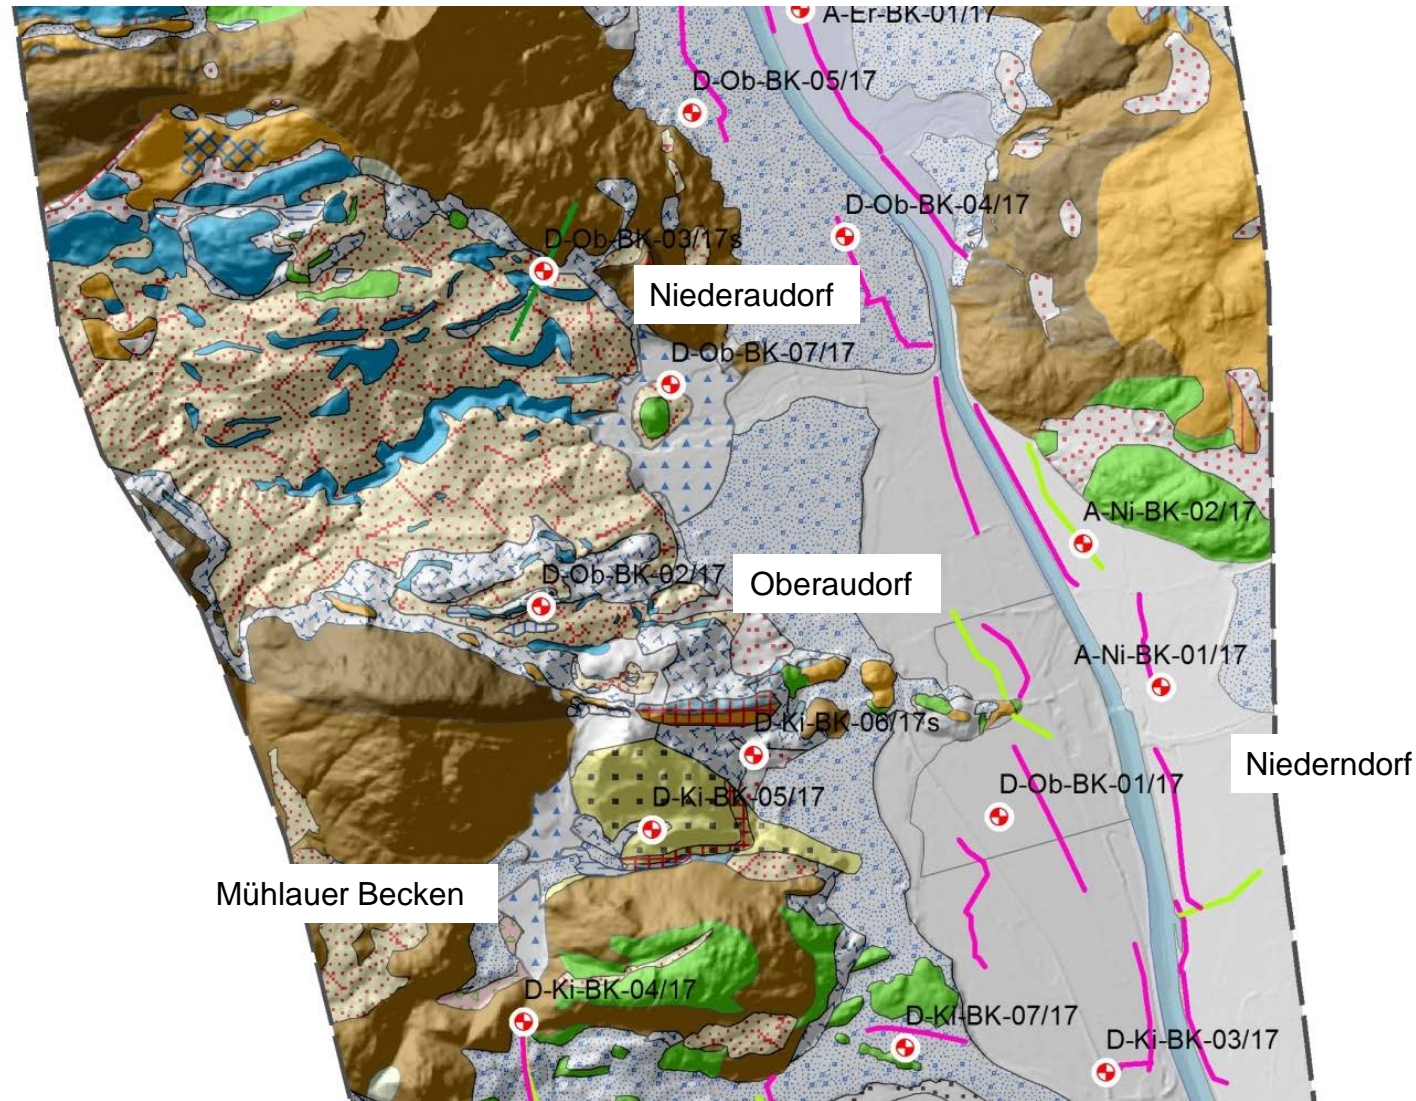 A-Er-BK-01/17
D-Ob-BK-05/17
D-Ob-BK-04/17
D-Ob-BK-03/17s
Niederaudorf
D-Ob-BK-07/17
A-Ni-BK-02/17
D-Ob-BK-02/17
Oberaudorf
A-Ni-BK-01/17
D-Ki-BK-06/17s
Niederndorf
D-Ob-BK-01/17
D-Ki-BK-05/17
Mühlauer Becken
D-Ki-BK-04/17
D-Ki-BK-07/17
D-Ki-BK-03/17